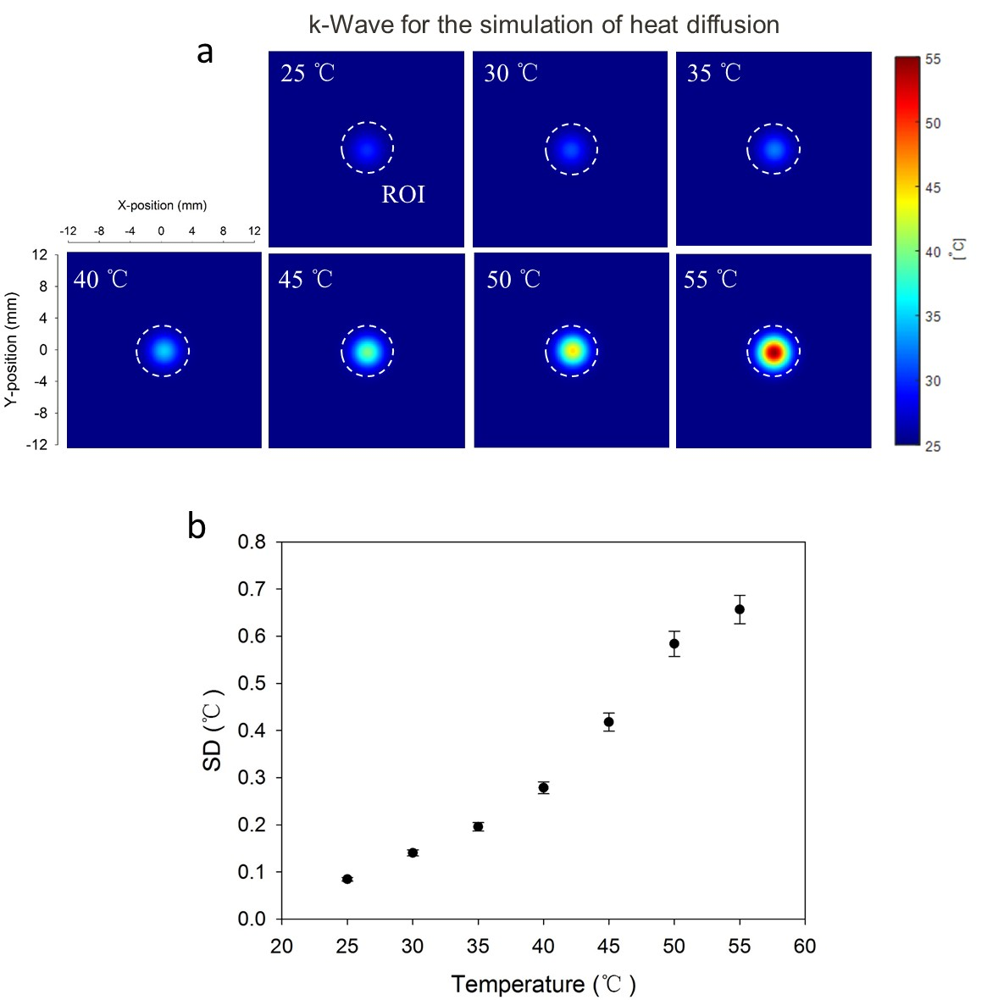 k-Wave for the simulation of heat diffusion
a
25 ℃
30 ℃
35 ℃
ROI
55
50
45
40
35
30
25
[°C]
X-position (mm)
-12 -8 -4 0 4 8 12
Y-position (mm)
12
8
4
0
-4
-8
-12
40 ℃
45 ℃
50 ℃
55 ℃
b
SD (℃ )
0.8
0.7
0.6
0.5
0.4
0.3
0.2
0.1
0.0
20 25 30 35 40 45 50 55 60
Temperature (℃ )